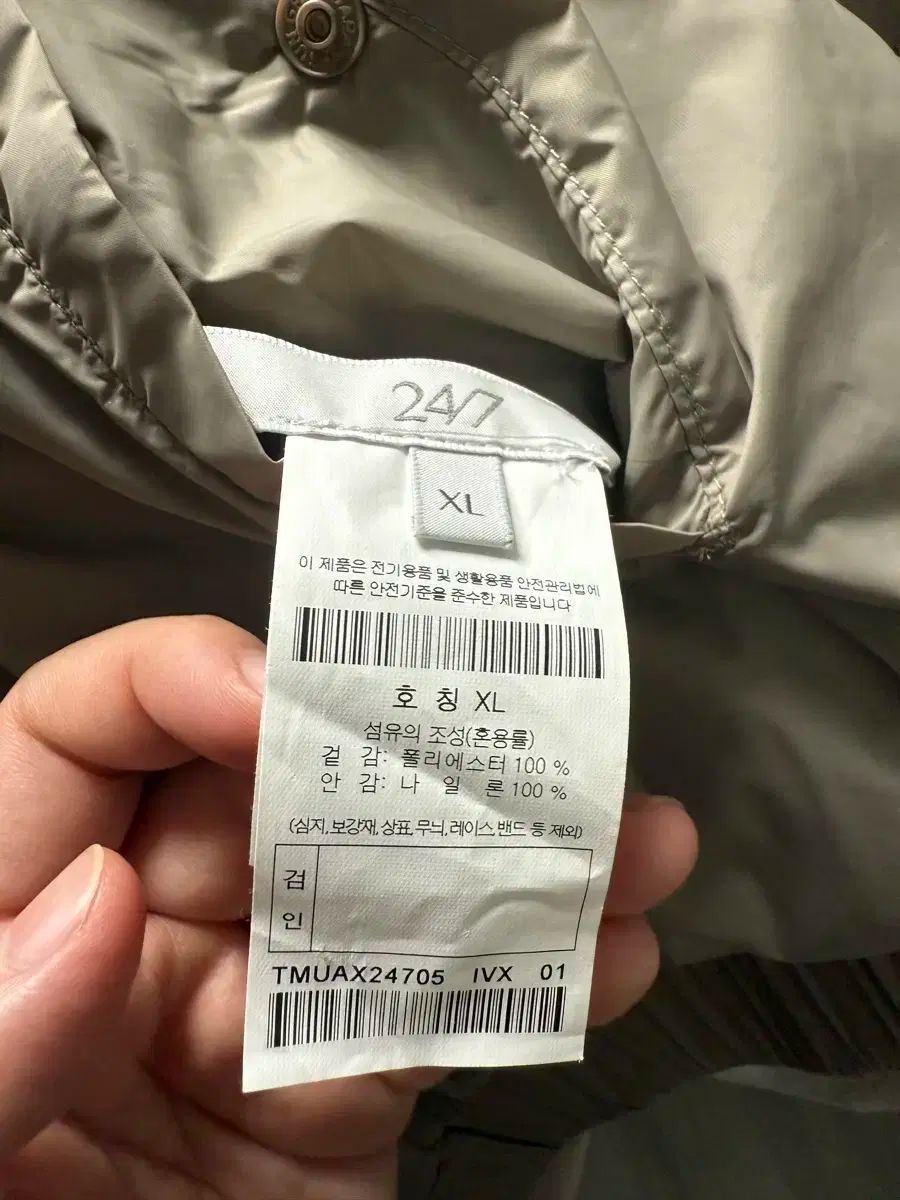 24/7
XL
이 제품은 전기용품 및 생활용품 안전관리법에
따른 안전기준을 준수한 제품입니다
호 칭 XL
섬유의 조성(혼용률)
겉 감: 폴리에스터 100 %
안 감: 나 일 론 100 %
(심지,보강재,상표,무늬,레이스,밴드 등 제외)
검
인
TMUAX24705 IVX 01